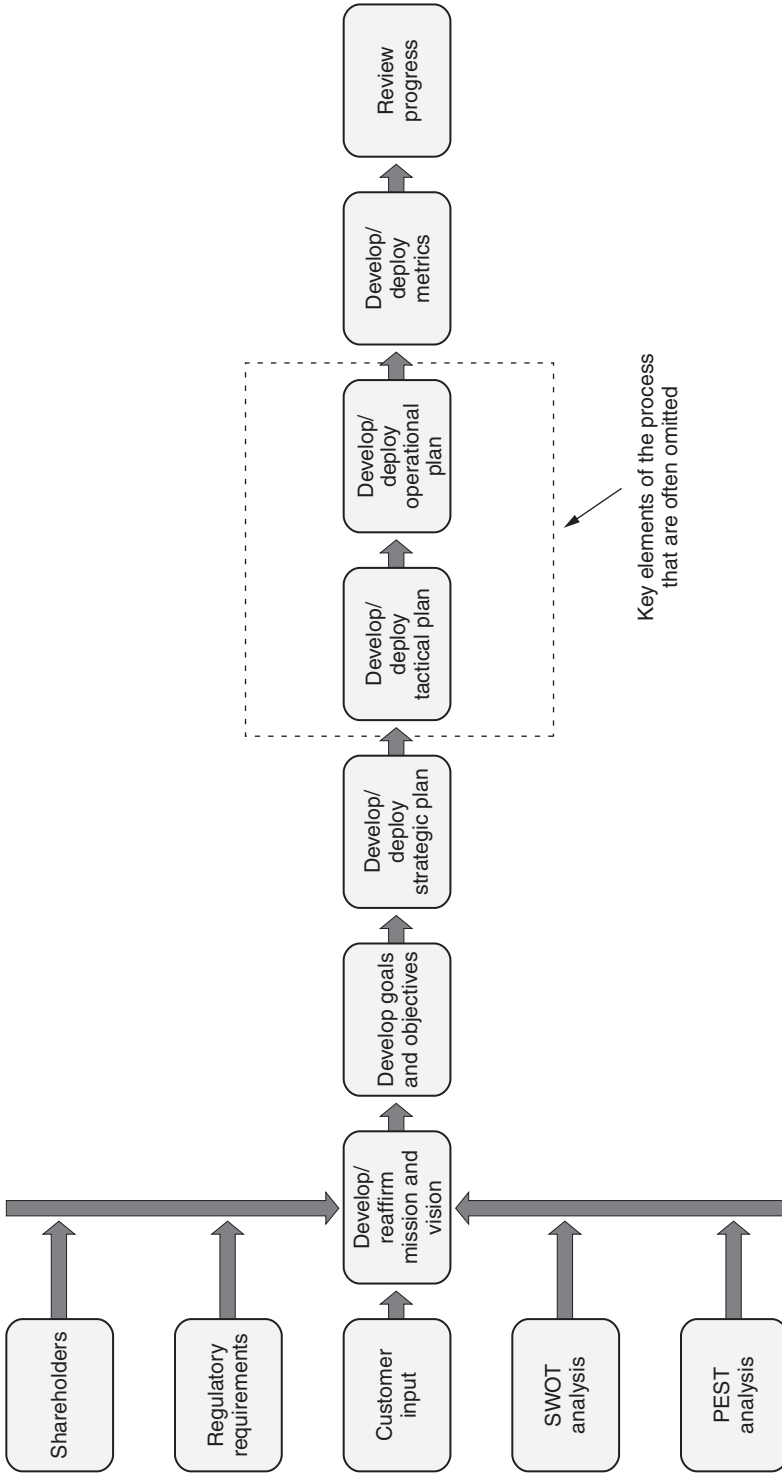 Shareholders
Regulatory
requirements
Customer
input
SWOT
analysis
PEST
analysis
Develop/
reaffirm
mission and
vision
Develop goals
and objectives
Develop/
deploy
strategic plan
Develop/
deploy
tactical plan
Develop/
deploy
operational
plan
Develop/
deploy
metrics
Review
progress
Key elements of the process
that are often omitted